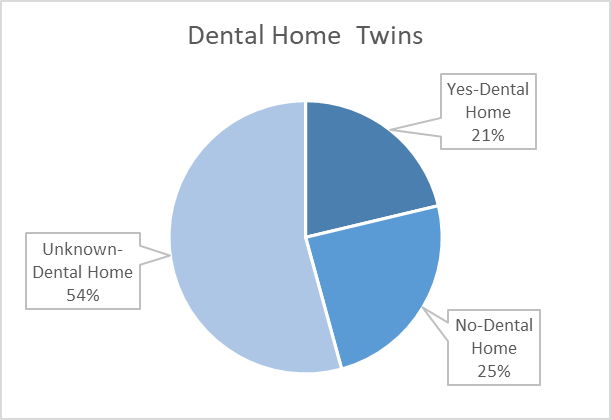 Dental Home  Twins
Yes-Dental
Home
21%
Unknown-
Dental Home
54%
No-Dental
Home
25%